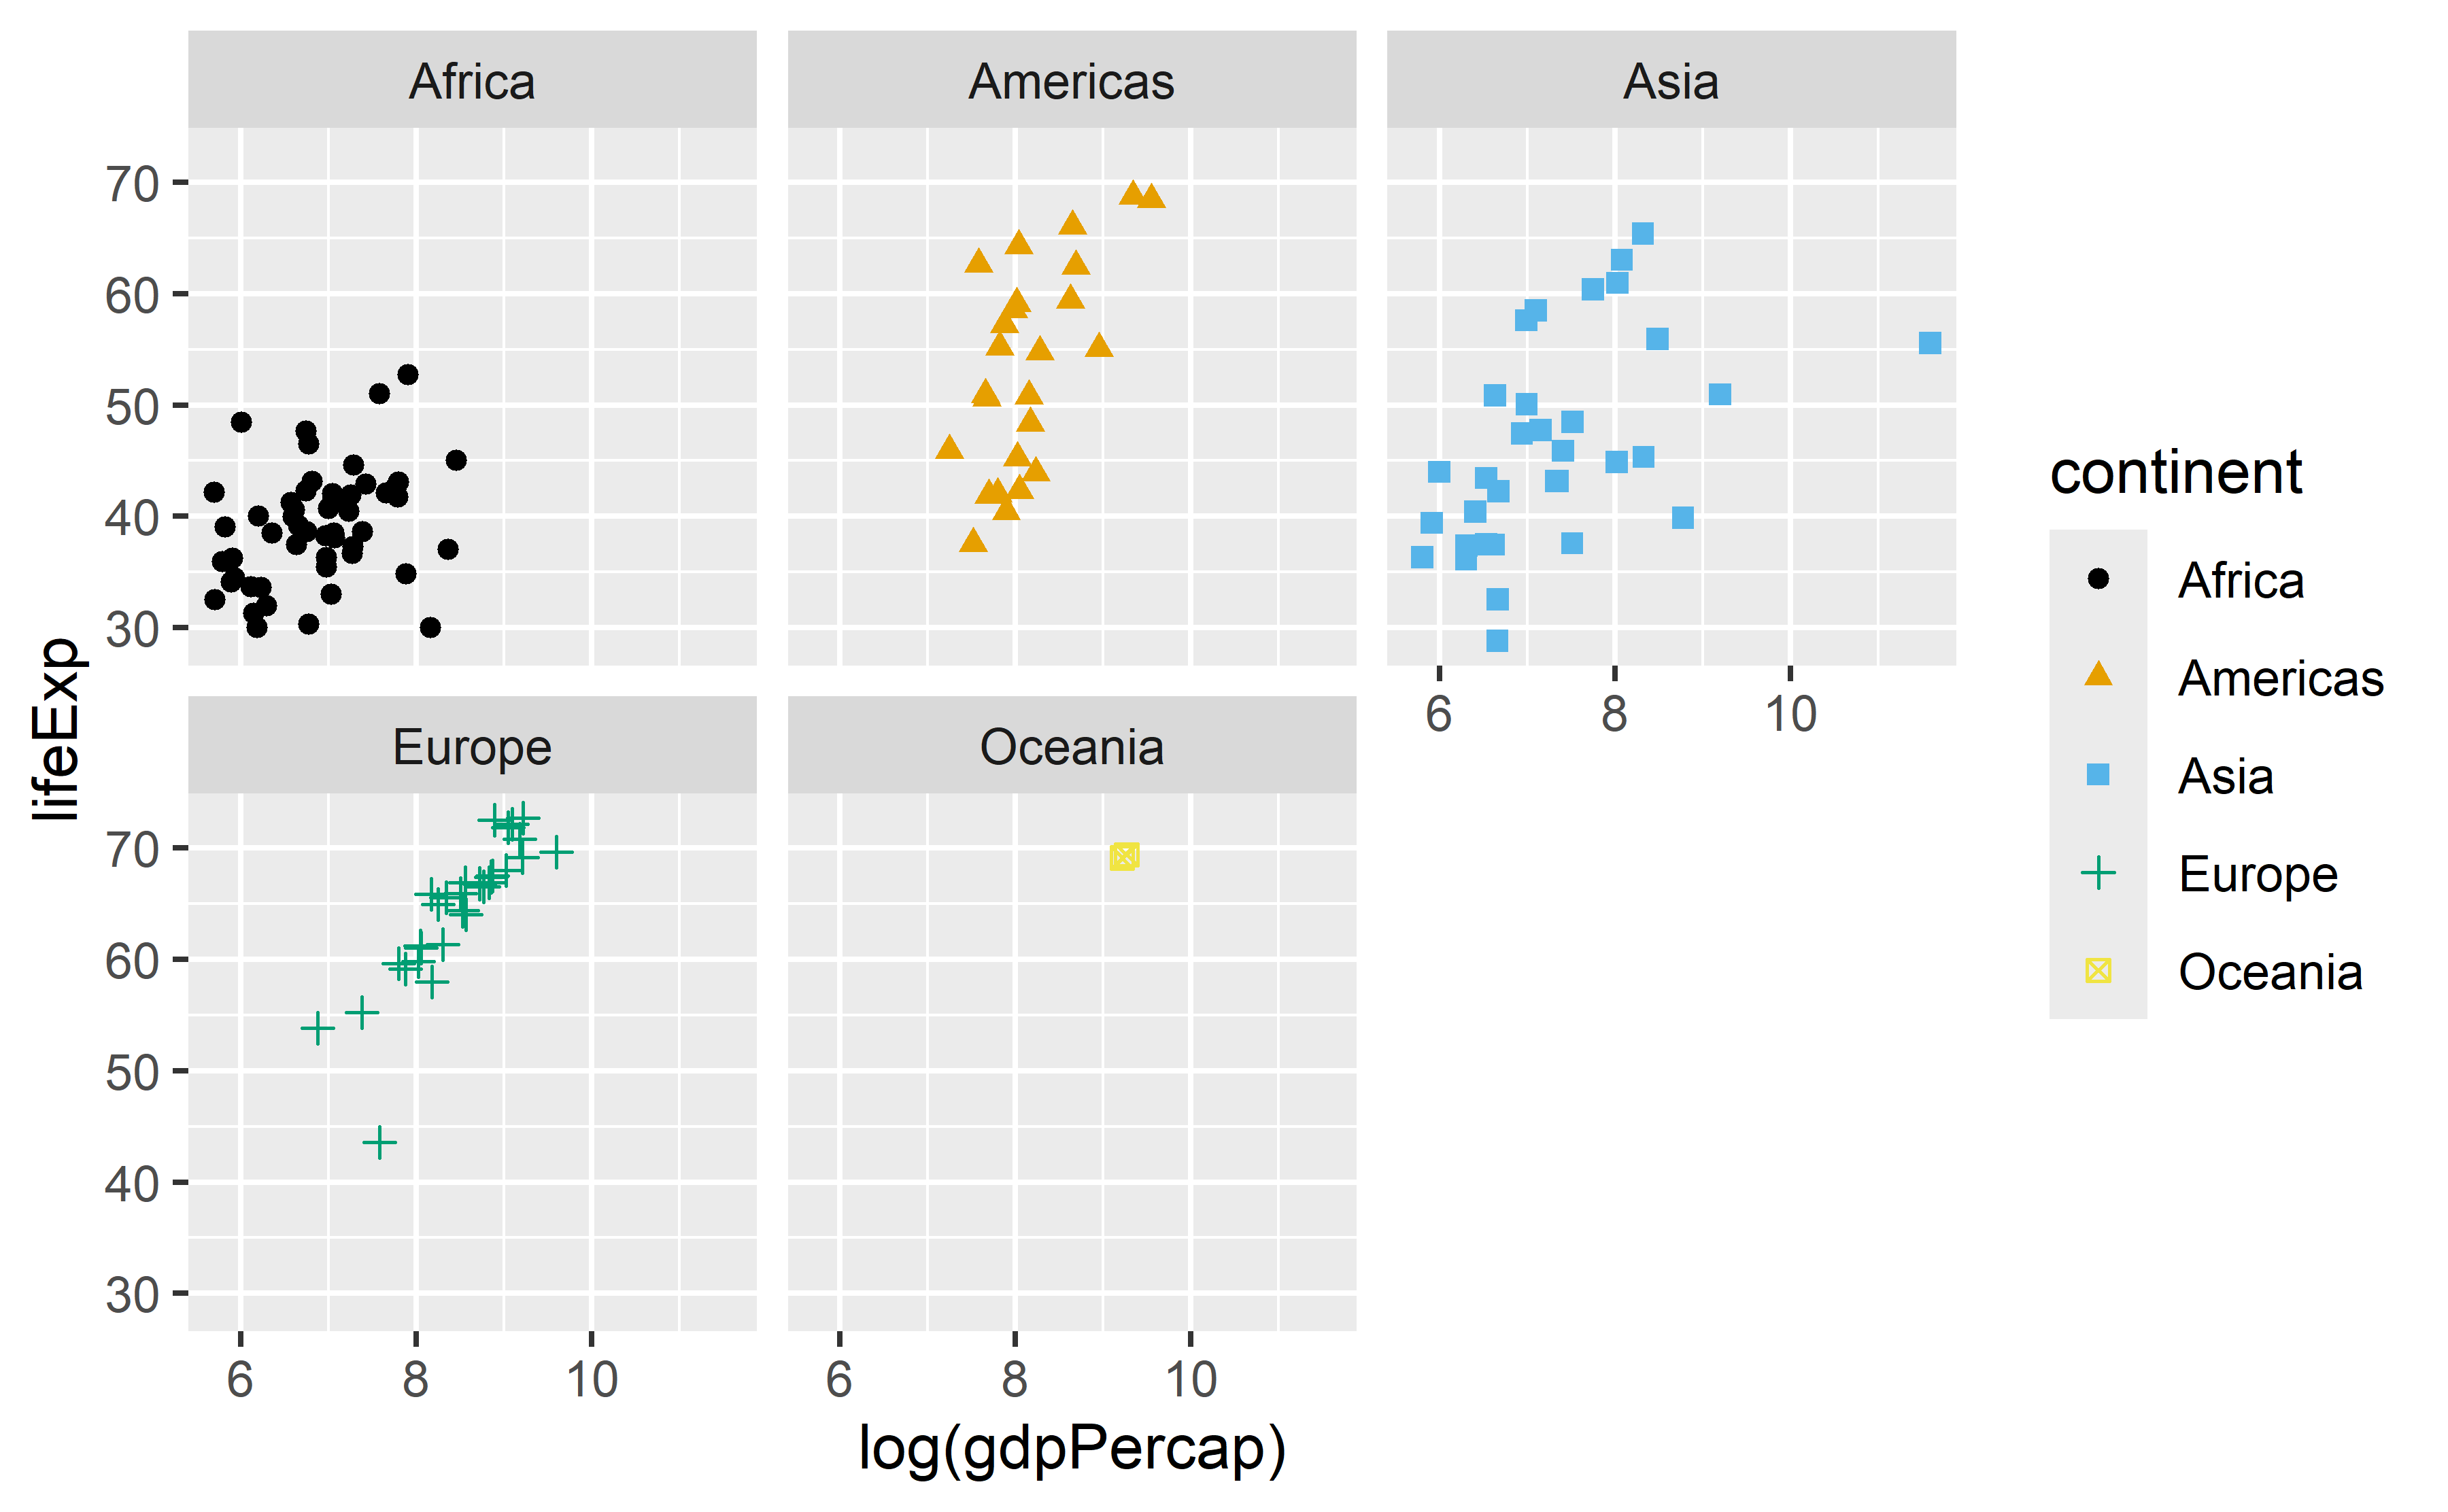 Africa
Americas
Asia
70
60
50
40
30
6 8 10
lifeExp
Europe
Oceania
70
60
50
40
30
6 8 10
6 8 10
log(gdpPercap)
continent
Africa
Americas
Asia
Europe
Oceania